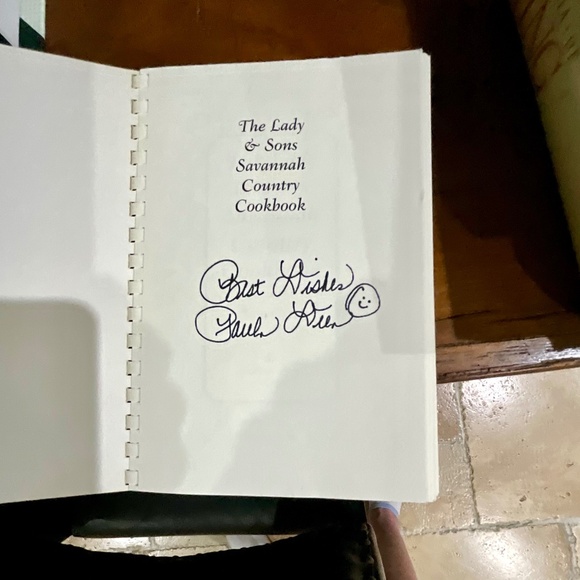 The Lady
& Sons
Savannah
Country
Cookbook
Best Wishes
Paula Deen